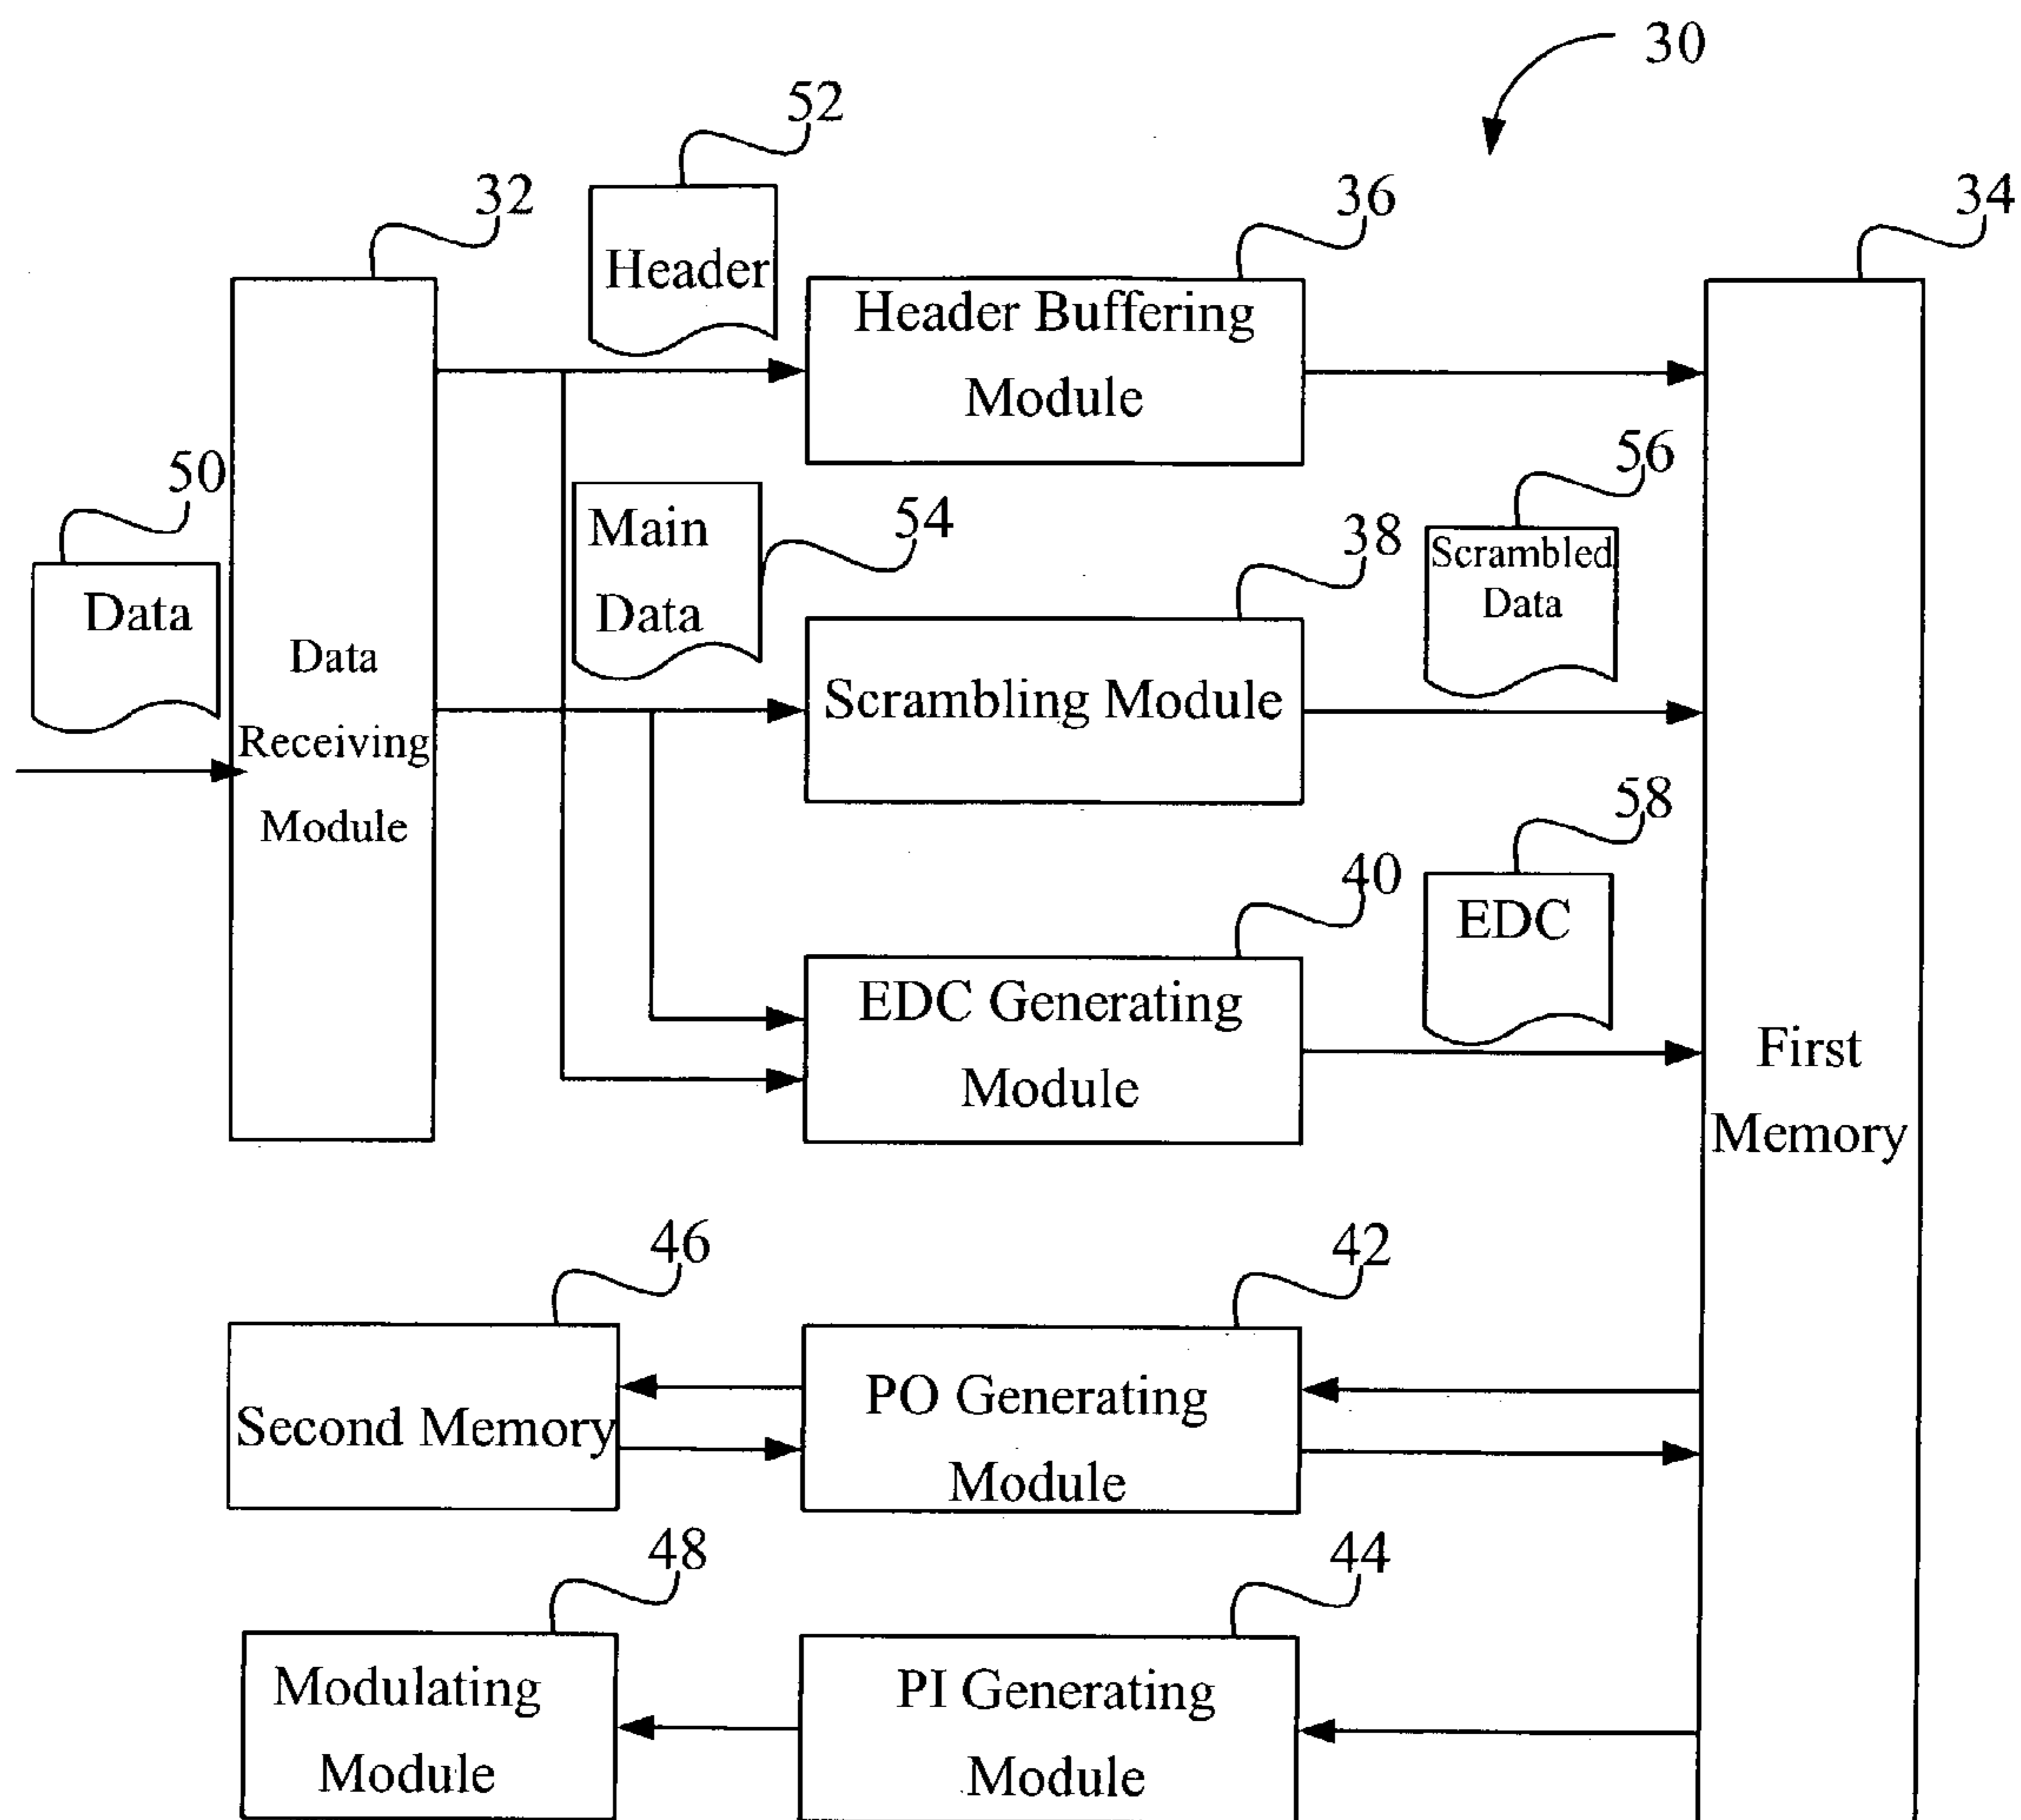 30
52
32
36
34
Header
Header Buffering
Module
50
56
Main
Data
54
38
Scrambled
Data
Data
Data
Receiving
Module
Scrambling Module
58
40
EDC
EDC Generating
Module
First
Memory
46
42
Second Memory
PO Generating
Module
48
44
Modulating
Module
PI Generating
Module